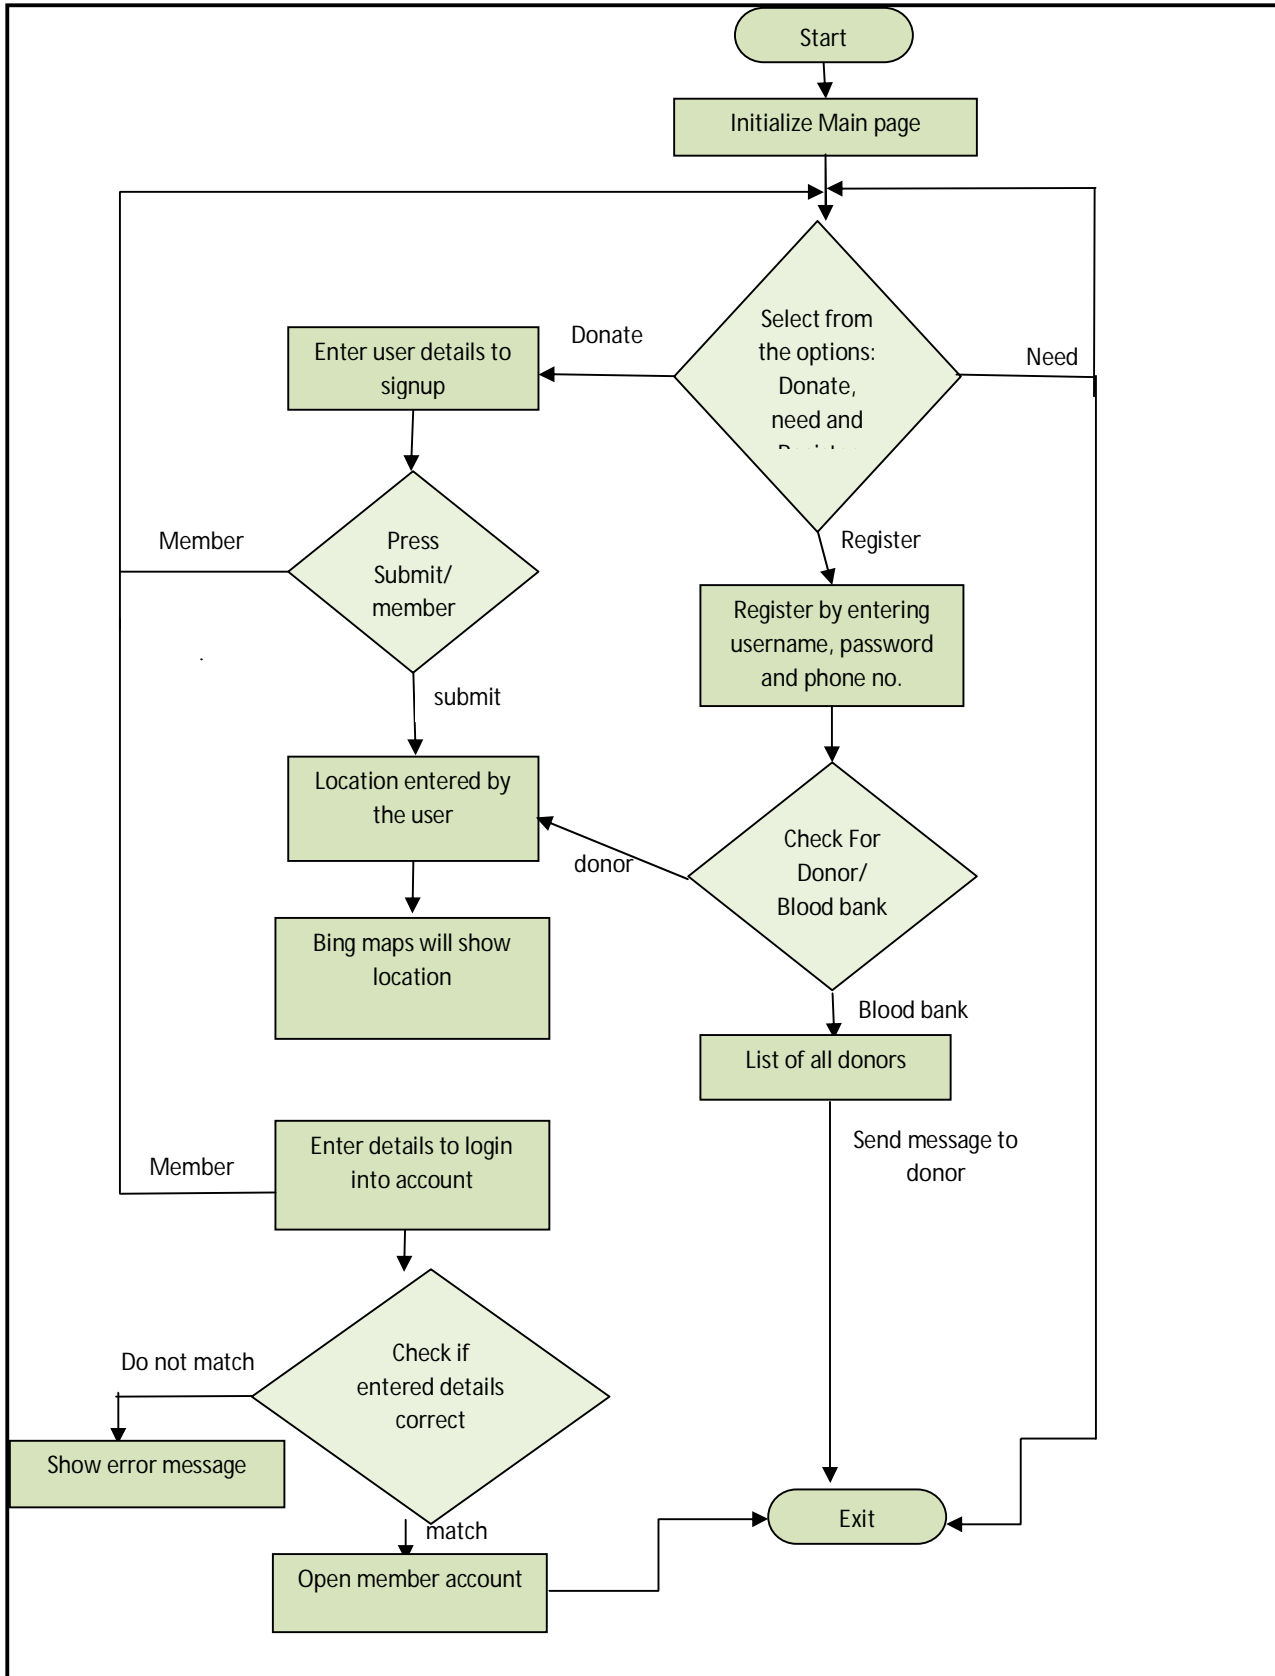 Start
Initialize Main page
Select from
the options:
Donate,
need and
Donate
Need
Enter user details to
signup
Member
Press
Submit/
member
Register
Register by entering
username, password
and phone no.
submit
Location entered by
the user
donor
Check For
Donor/
Blood bank
Bing maps will show
location
Blood bank
List of all donors
Send message to
donor
Member
Enter details to login
into account
Do not match
Check if
entered details
correct
Show error message
match
Exit
Open member account